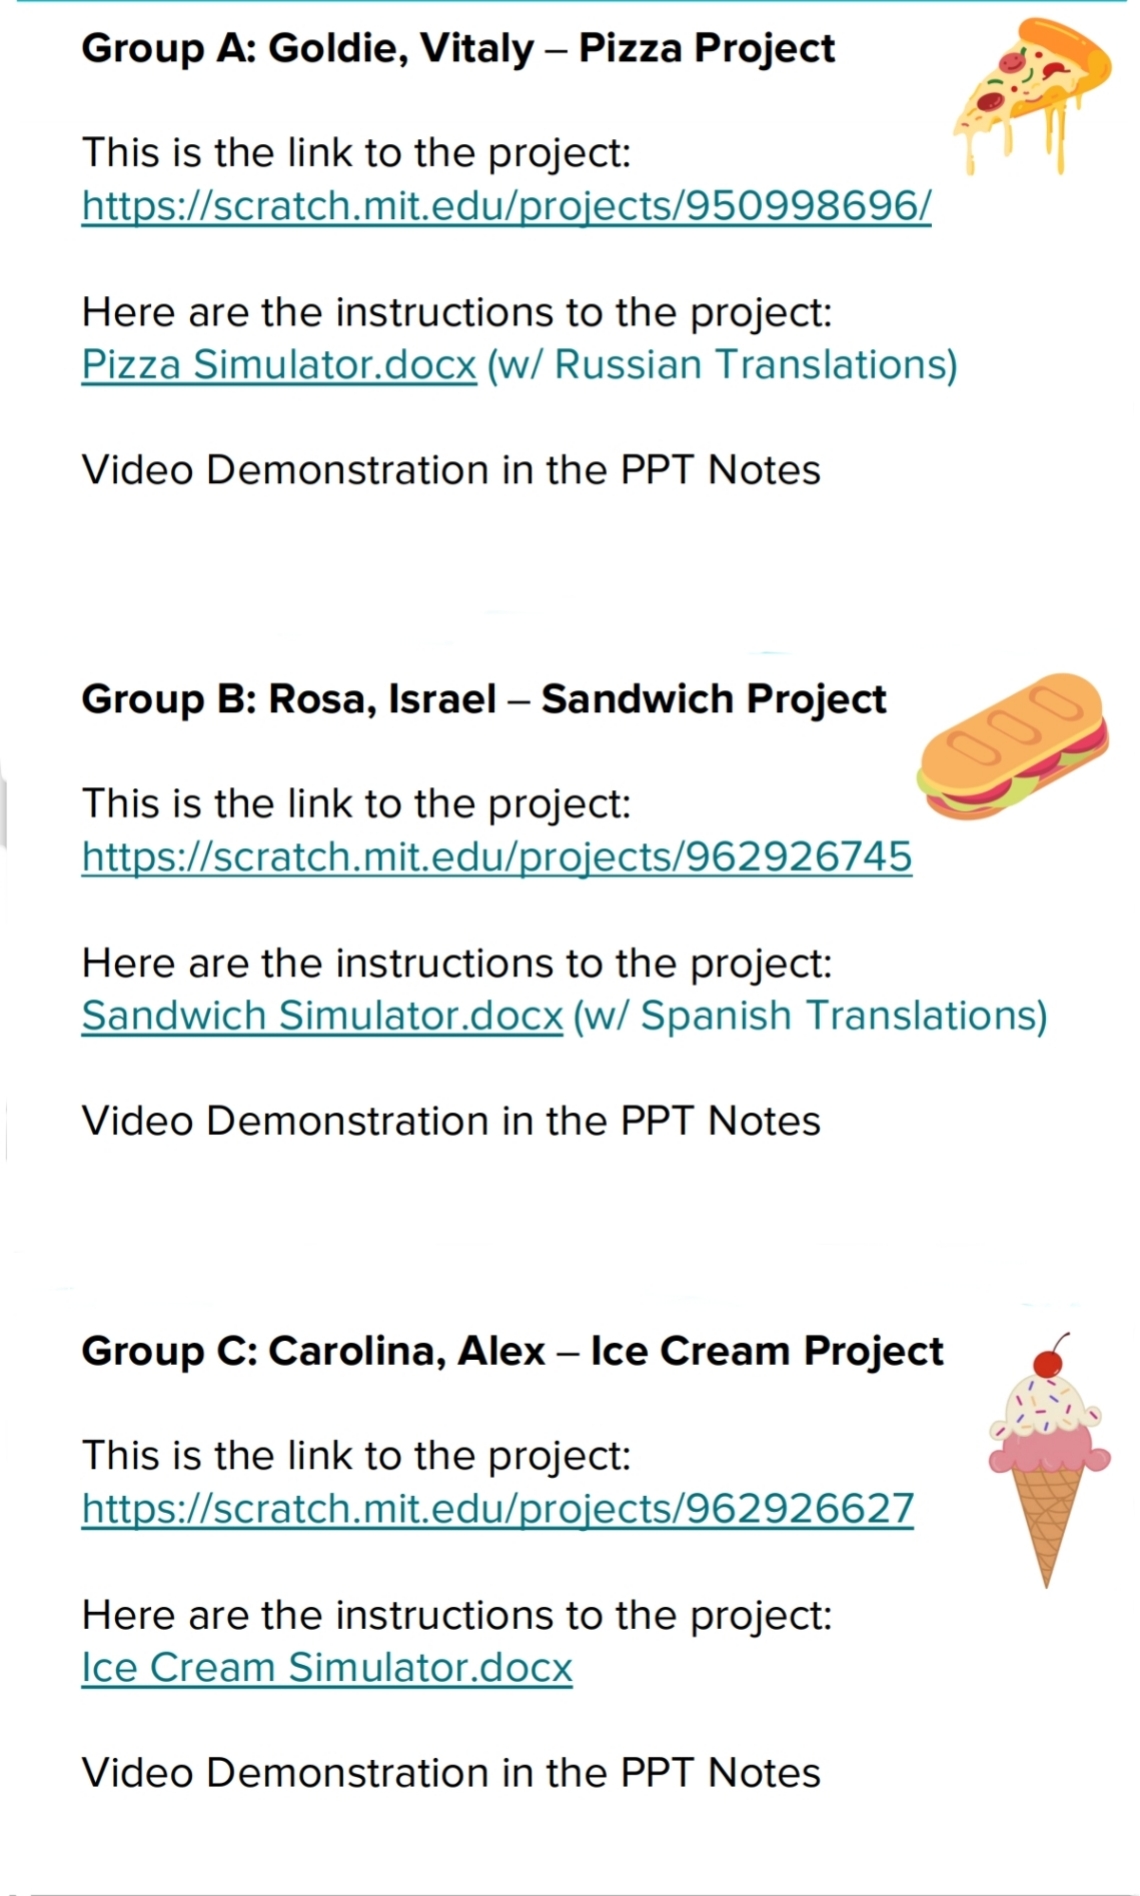 Group A: Goldie, Vitaly – Pizza Project
This is the link to the project:
https://scratch.mit.edu/projects/950998696/
Here are the instructions to the project:
Pizza Simulator.docx (w/ Russian Translations)
Video Demonstration in the PPT Notes
Group B: Rosa, Israel – Sandwich Project
This is the link to the project:
https://scratch.mit.edu/projects/962926745
Here are the instructions to the project:
Sandwich Simulator.docx (w/ Spanish Translations)
Video Demonstration in the PPT Notes
Group C: Carolina, Alex – Ice Cream Project
This is the link to the project:
https://scratch.mit.edu/projects/962926627
Here are the instructions to the project:
Ice Cream Simulator.docx
Video Demonstration in the PPT Notes